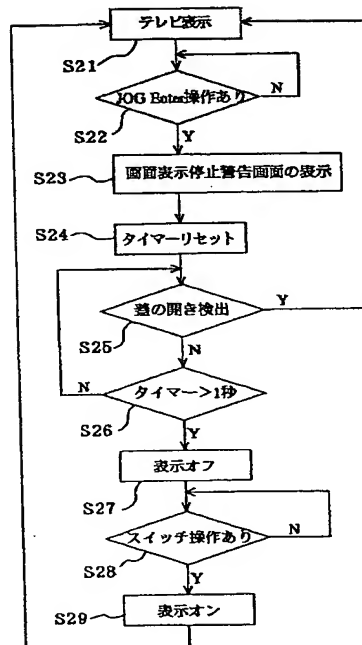 テレビ表示
S21
JOG Enter操作あり
N
S22
Y
画面表示停止警告画面の表示
S23
S24
タイマーリセット
蓋の開き検出
Y
S25
N
タイマー>1秒
N
S26
Y
表示オフ
S27
スイッチ操作あり
N
S28
Y
S29
表示オン